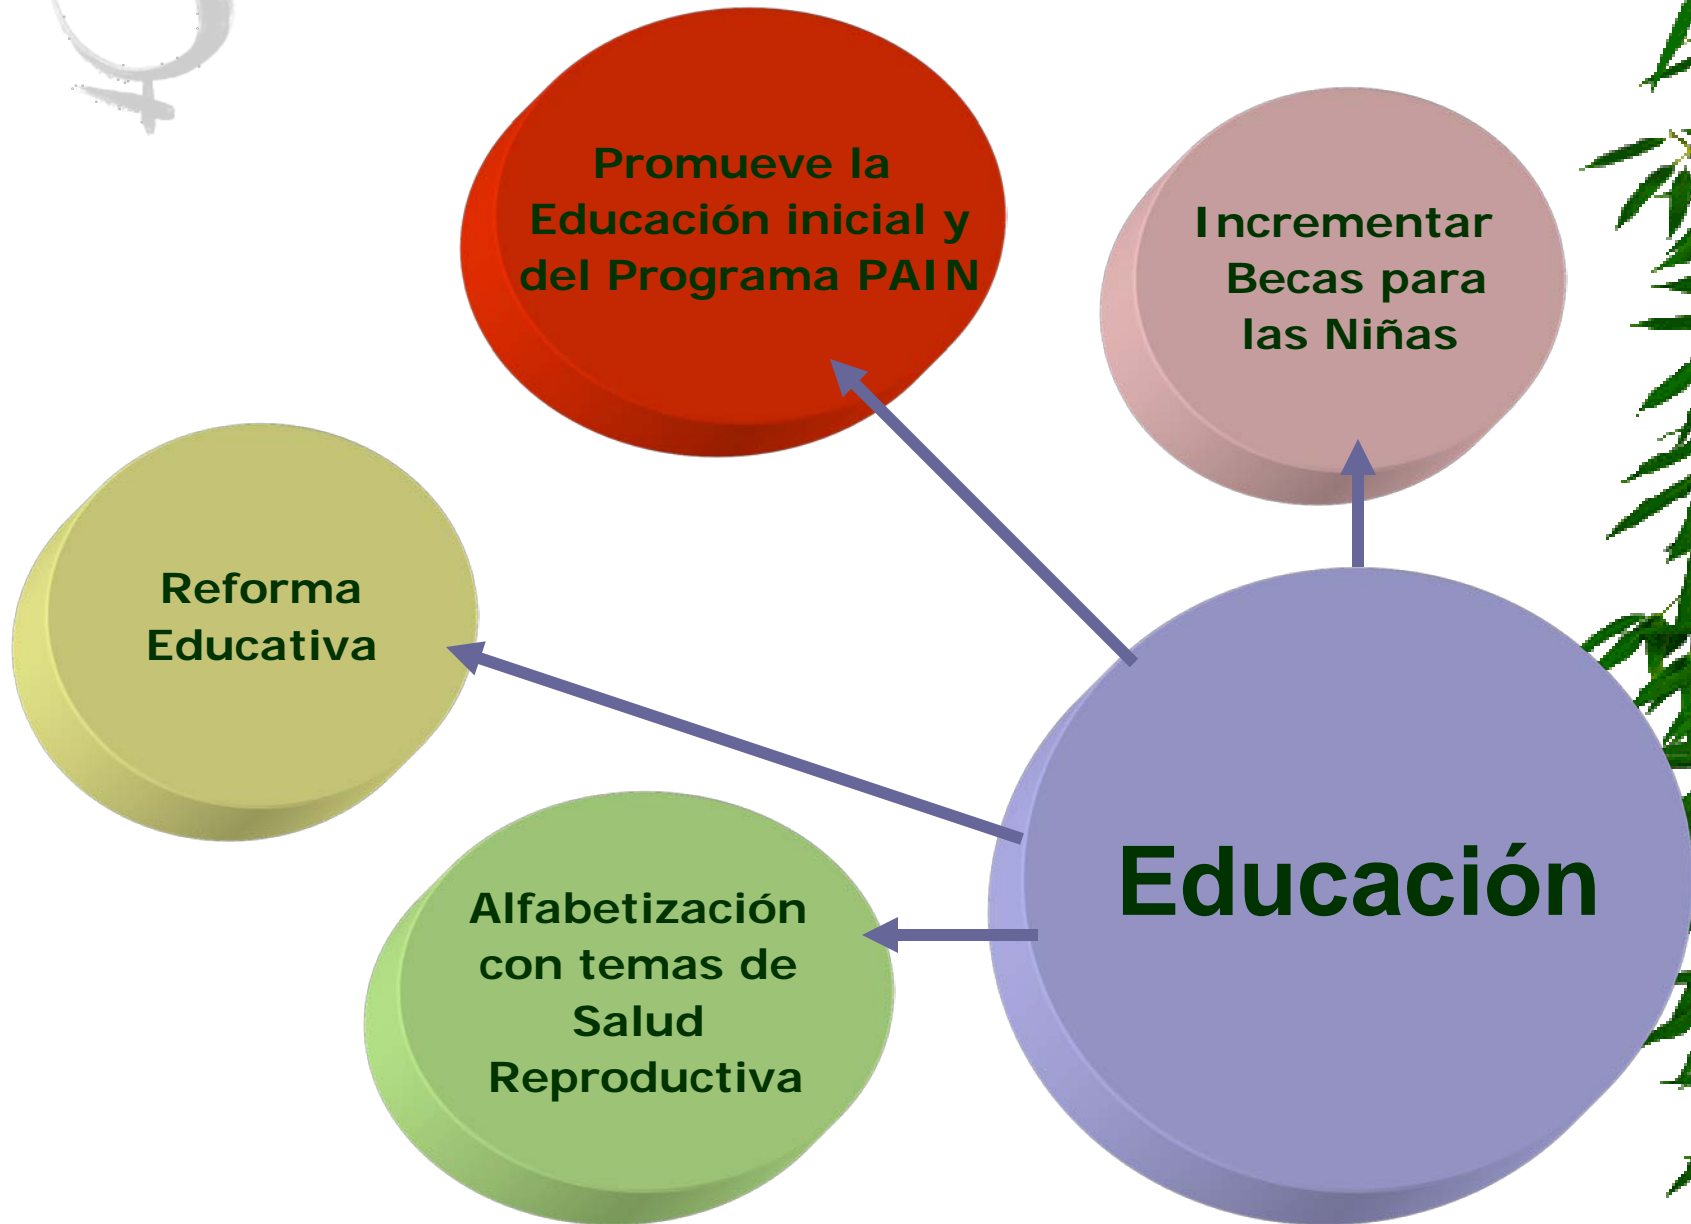 Promueve la
Educación inicial y
del Programa PAIN
Incrementar
Becas para
las Niñas
Reforma
Educativa
Alfabetización
con temas de
Salud
Reproductiva
Educación